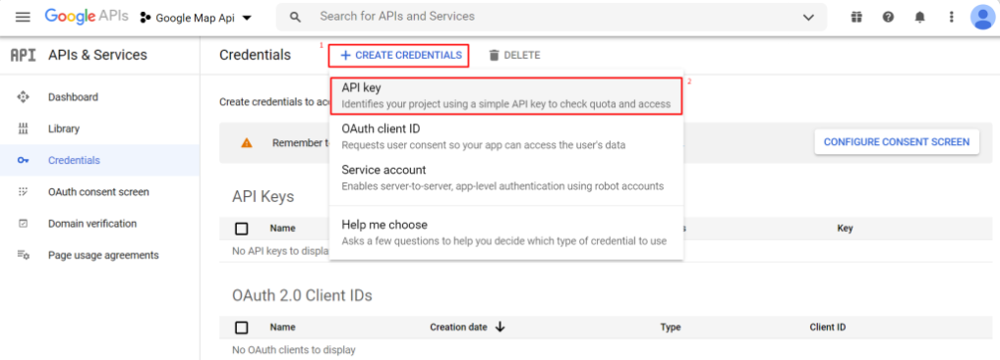 Google APIs
Google Map Api
Search for APIs and Services
API APIs & Services
Credentials
1
+ CREATE CREDENTIALS
DELETE
Dashboard
Library
Credentials
OAuth consent screen
Domain verification
Page usage agreements
2
API key
Identifies your project using a simple API key to check quota and access
OAuth client ID
Requests user consent so your app can access the user's data
Service account
Enables server-to-server, app-level authentication using robot accounts
Help me choose
Asks a few questions to help you decide which type of credential to use
Create credentials to
Remember
CONFIGURE CONSENT SCREEN
API Keys
Name
Key
No API keys to
OAuth 2.0 Client IDs
Name Creation date Type Client ID
No OAuth clients to display